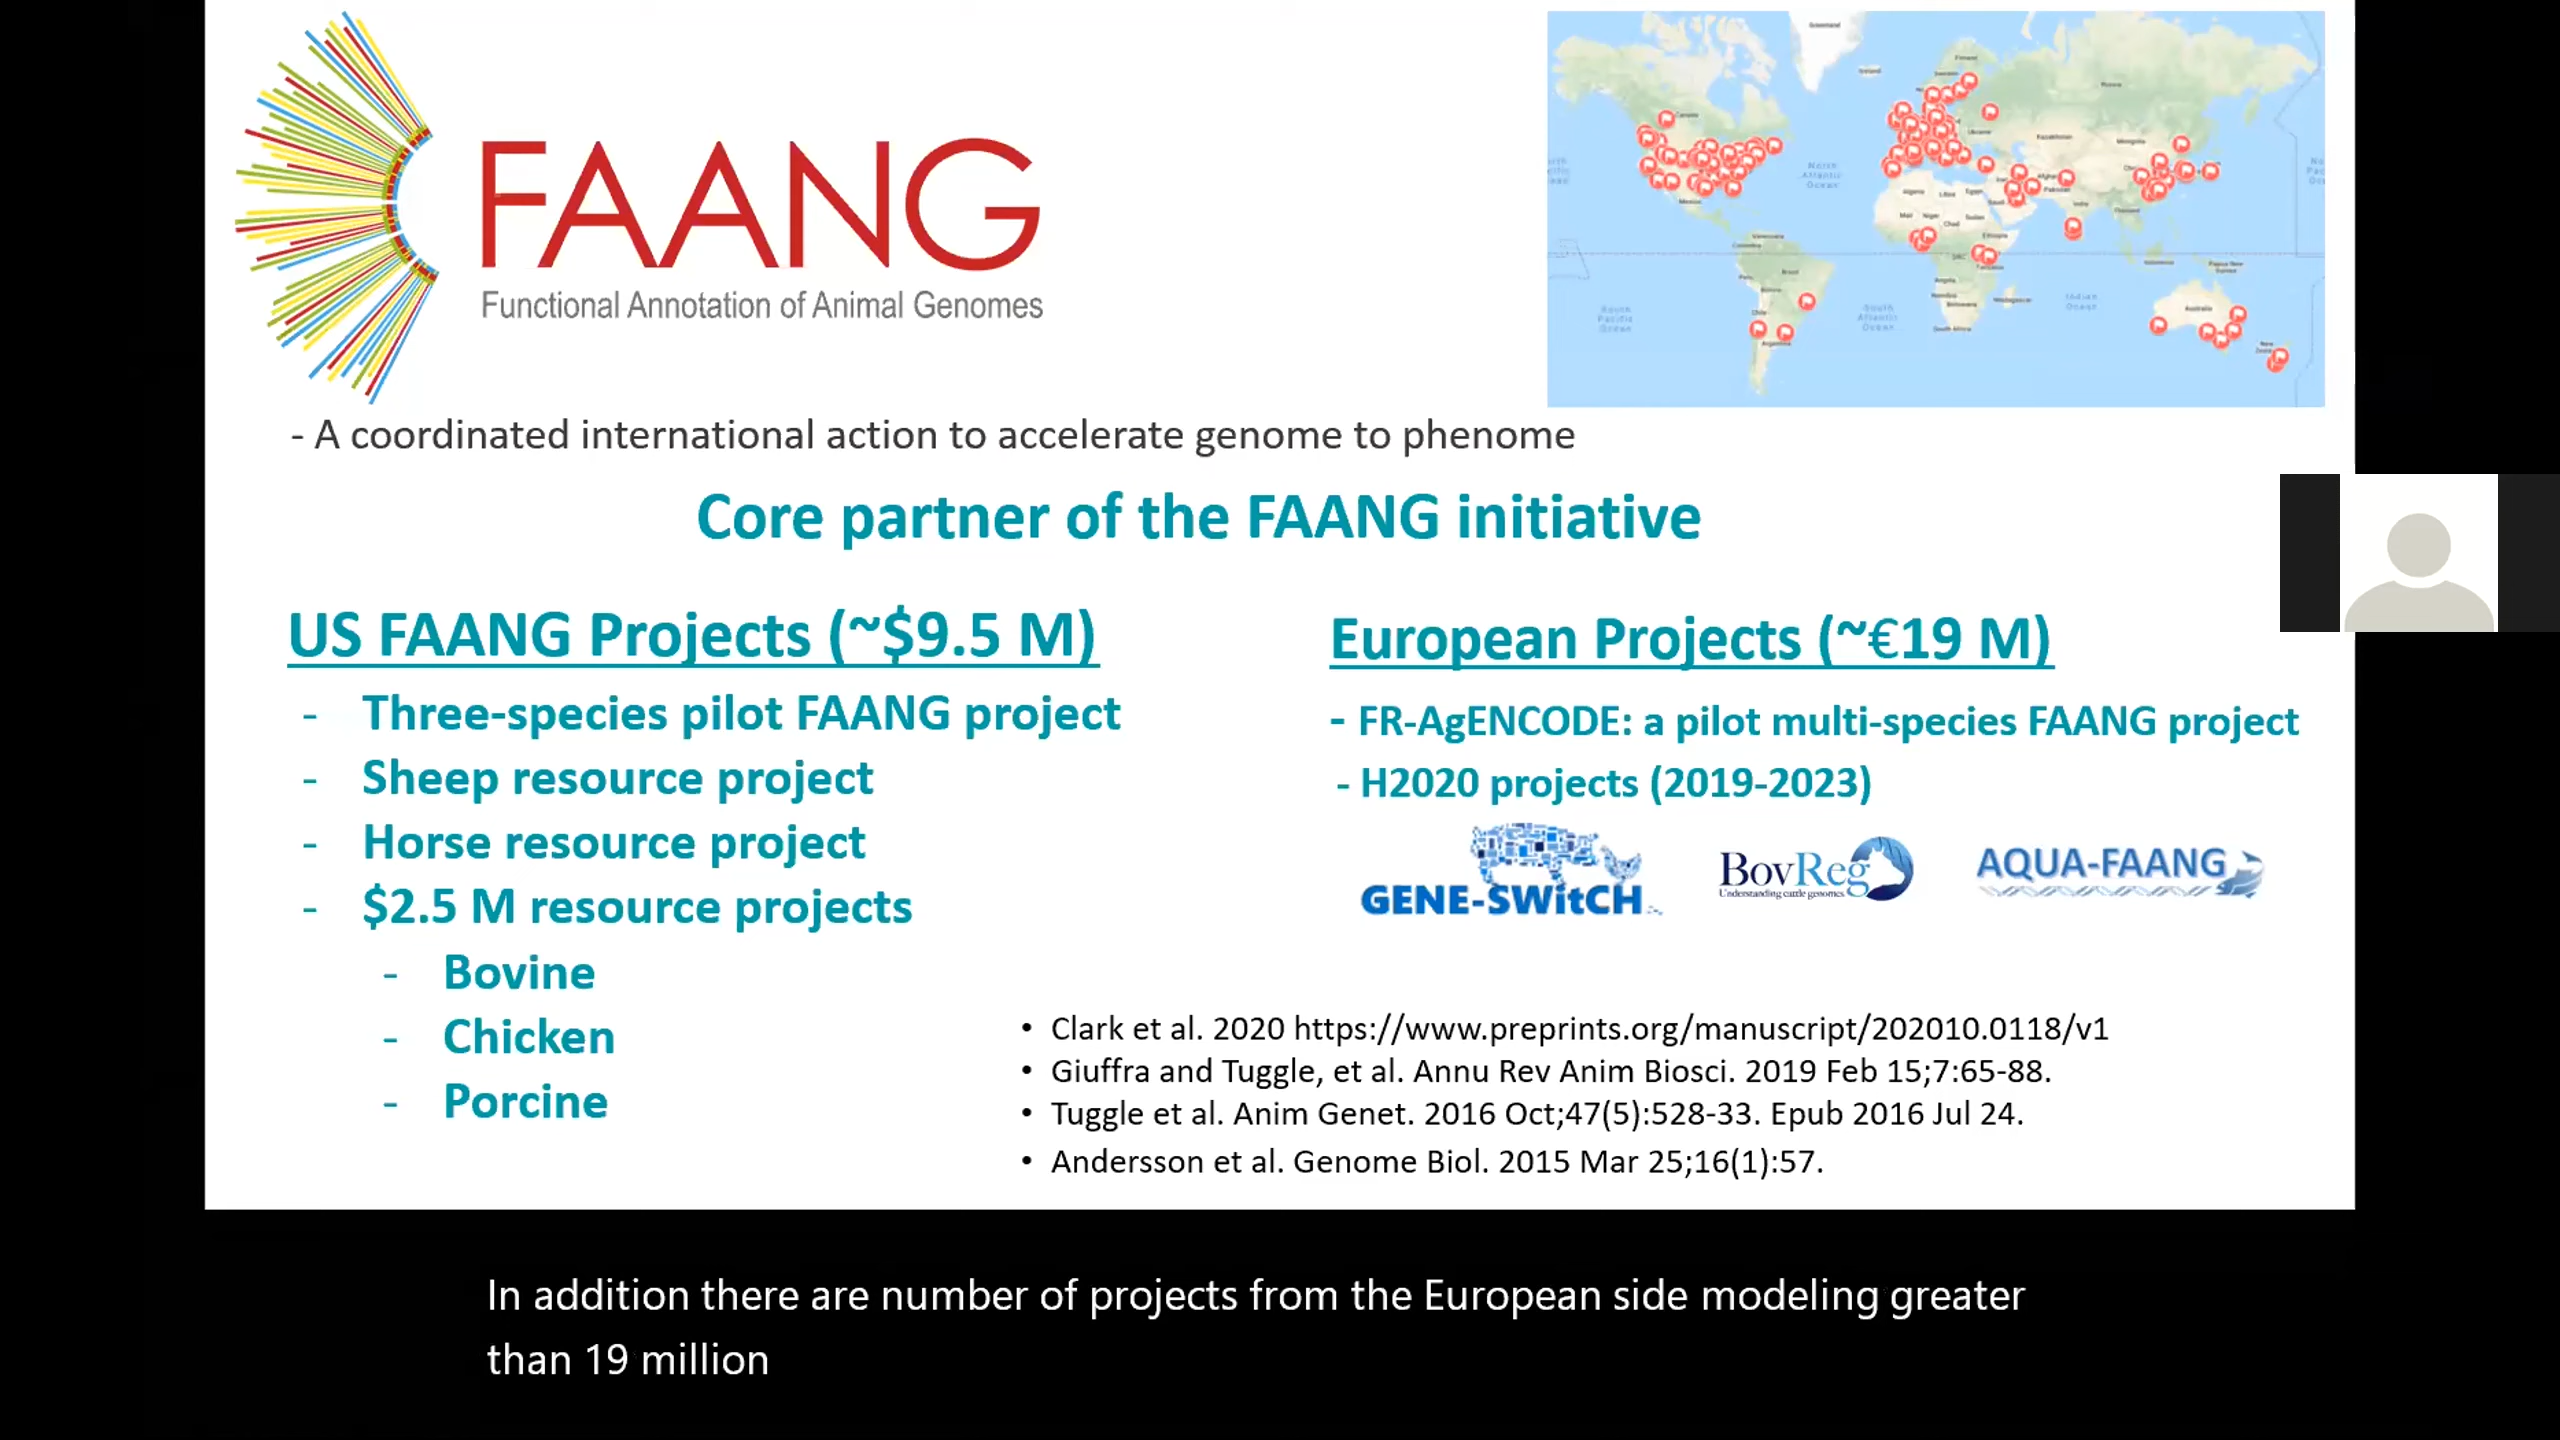 FAANG
Functional Annotation of Animal Genomes
- A coordinated international action to accelerate genome to phenome
Core partner of the FAANG initiative
US FAANG Projects (~$9.5 M)
- Three-species pilot FAANG project
- Sheep resource project
- Horse resource project
- $2.5 M resource projects
- Bovine
- Chicken
- Porcine
European Projects (~€19 M)
- FR-AgENCODE: a pilot multi-species FAANG project
- H2020 projects (2019-2023)
GENE-SWitCH
BovReg
Understanding cattle genomes
AQUA-FAANG
• Clark et al. 2020 https://www.preprints.org/manuscript/202010.0118/v1
• Giuffra and Tuggle, et al. Annu Rev Anim Biosci. 2019 Feb 15;7:65-88.
• Tuggle et al. Anim Genet. 2016 Oct;47(5):528-33. Epub 2016 Jul 24.
• Andersson et al. Genome Biol. 2015 Mar 25;16(1):57.
In addition there are number of projects from the European side modeling greater
than 19 million